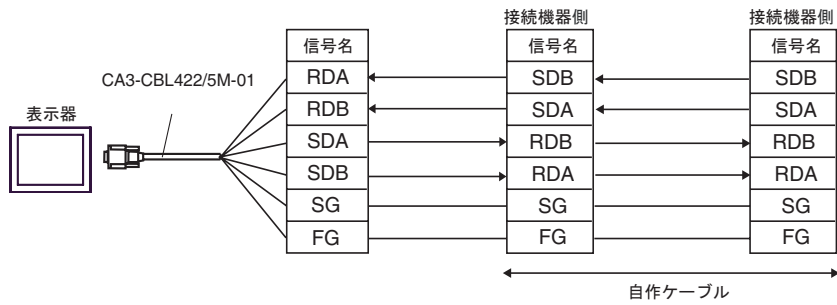 接続機器側
接続機器側
信号名
信号名
信号名
CA3-CBL422/5M-01
表示器
RDA
SDB
SDB
RDB
SDA
SDA
SDA
RDB
RDB
SDB
RDA
RDA
SG
SG
SG
FG
FG
FG
自作ケーブル